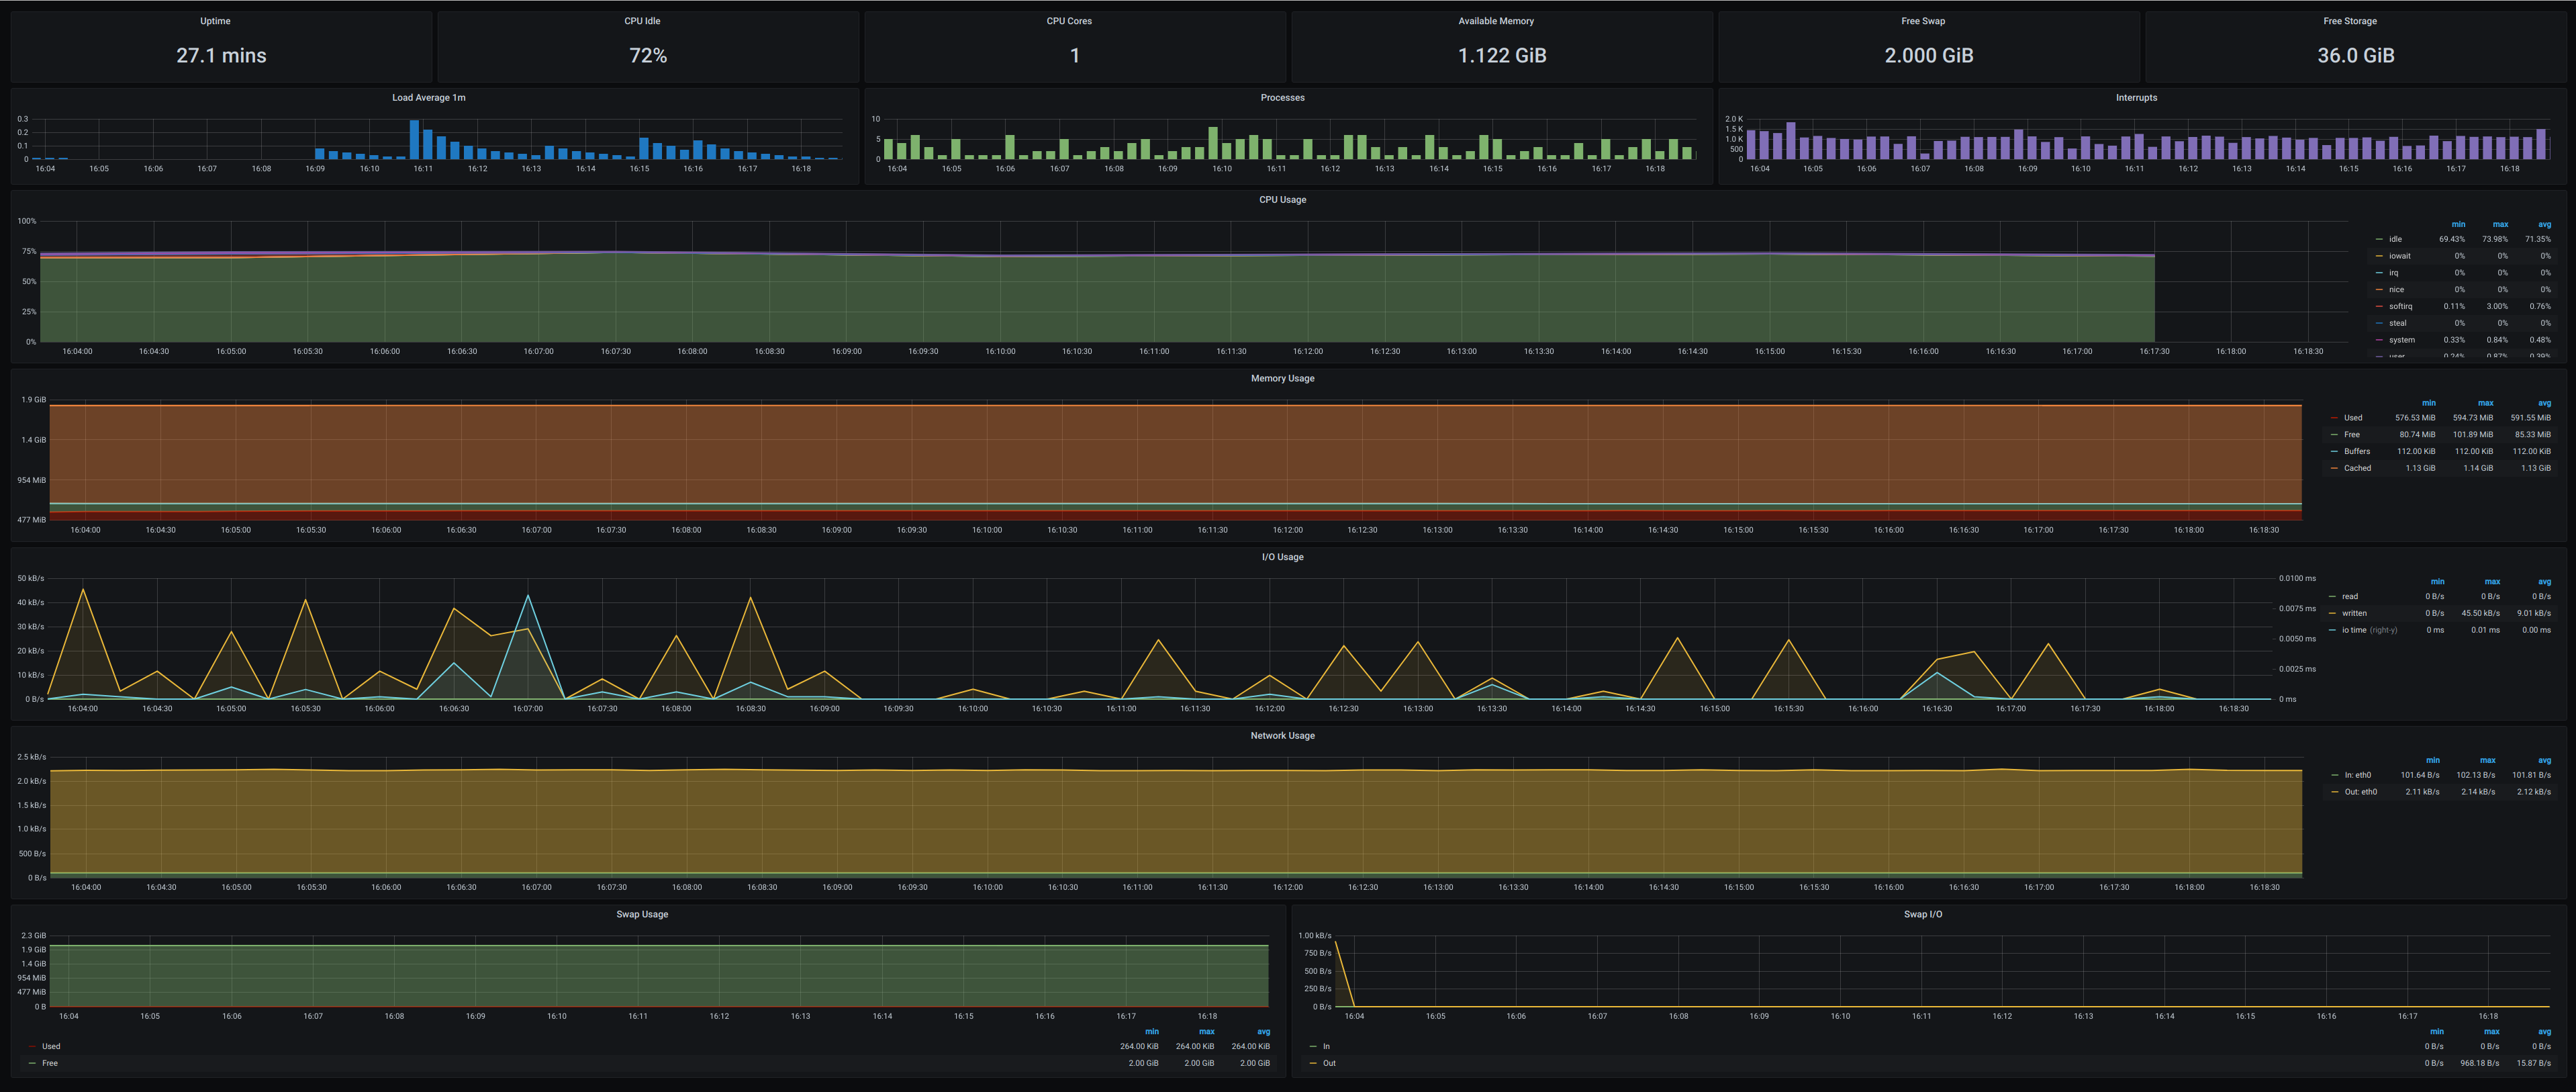 Uptime CPU Idle CPU Cores Available Memory Free Swap Free Storage
27.1 mins 72% 1 1.122 GiB 2.000 GiB 36.0 GiB
Load Average 1m
0.3
0.2
0.1
0
16:04 16:05 16:06 16:07 16:08 16:09 16:10 16:11 16:12 16:13 16:14 16:15 16:16 16:17 16:18
Processes
10
5
0
16:04 16:05 16:06 16:07 16:08 16:09 16:10 16:11 16:12 16:13 16:14 16:15 16:16 16:17 16:18
Interrupts
2.0 K
1.5 K
1.0 K
500
0
16:04 16:05 16:06 16:07 16:08 16:09 16:10 16:11 16:12 16:13 16:14 16:15 16:16 16:17 16:18
CPU Usage
100%
75%
50%
25%
0%
16:04:00 16:04:30 16:05:00 16:05:30 16:06:00 16:06:30 16:07:00 16:07:30 16:08:00 16:08:30 16:09:00 16:09:30 16:10:00 16:10:30 16:11:00 16:11:30 16:12:00 16:12:30 16:13:00 16:13:30 16:14:00 16:14:30 16:15:00 16:15:30 16:16:00 16:16:30 16:17:00 16:17:30 16:18:00 16:18:30
min max avg
idle 69.43% 73.98% 71.35%
iowait 0% 0% 0%
irq 0% 0% 0%
nice 0% 0% 0%
softirq 0.11% 3.00% 0.76%
steal 0% 0% 0%
system 0.33% 0.84% 0.48%
user 0.24% 0.87% 0.39%
Memory Usage
1.9 GiB
1.4 GiB
954 MiB
477 MiB
16:04:00 16:04:30 16:05:00 16:05:30 16:06:00 16:06:30 16:07:00 16:07:30 16:08:00 16:08:30 16:09:00 16:09:30 16:10:00 16:10:30 16:11:00 16:11:30 16:12:00 16:12:30 16:13:00 16:13:30 16:14:00 16:14:30 16:15:00 16:15:30 16:16:00 16:16:30 16:17:00 16:17:30 16:18:00 16:18:30
min max avg
Used 576.53 MiB 594.73 MiB 591.55 MiB
Free 80.74 MiB 101.89 MiB 85.33 MiB
Buffers 112.00 KiB 112.00 KiB 112.00 KiB
Cached 1.13 GiB 1.14 GiB 1.13 GiB
I/O Usage
50 kB/s
40 kB/s
30 kB/s
20 kB/s
10 kB/s
0 B/s
16:04:00 16:04:30 16:05:00 16:05:30 16:06:00 16:06:30 16:07:00 16:07:30 16:08:00 16:08:30 16:09:00 16:09:30 16:10:00 16:10:30 16:11:00 16:11:30 16:12:00 16:12:30 16:13:00 16:13:30 16:14:00 16:14:30 16:15:00 16:15:30 16:16:00 16:16:30 16:17:00 16:17:30 16:18:00 16:18:30
0.0100 ms
0.0075 ms
0.0050 ms
0.0025 ms
0 ms
min max avg
read 0 B/s 0 B/s 0 B/s
written 0 B/s 45.50 kB/s 9.01 kB/s
io time (right-y) 0 ms 0.01 ms 0.00 ms
Network Usage
2.5 kB/s
2.0 kB/s
1.5 kB/s
1.0 kB/s
500 B/s
0 B/s
16:04:00 16:04:30 16:05:00 16:05:30 16:06:00 16:06:30 16:07:00 16:07:30 16:08:00 16:08:30 16:09:00 16:09:30 16:10:00 16:10:30 16:11:00 16:11:30 16:12:00 16:12:30 16:13:00 16:13:30 16:14:00 16:14:30 16:15:00 16:15:30 16:16:00 16:16:30 16:17:00 16:17:30 16:18:00 16:18:30
min max avg
In: eth0 101.64 B/s 102.13 B/s 101.81 B/s
Out: eth0 2.11 kB/s 2.14 kB/s 2.12 kB/s
Swap Usage
2.3 GiB
1.9 GiB
1.4 GiB
954 MiB
477 MiB
0 B
16:04 16:05 16:06 16:07 16:08 16:09 16:10 16:11 16:12 16:13 16:14 16:15 16:16 16:17 16:18
min max avg
Used 264.00 KiB 264.00 KiB 264.00 KiB
Free 2.00 GiB 2.00 GiB 2.00 GiB
Swap I/O
1.00 kB/s
750 B/s
500 B/s
250 B/s
0 B/s
16:04 16:05 16:06 16:07 16:08 16:09 16:10 16:11 16:12 16:13 16:14 16:15 16:16 16:17 16:18
min max avg
In 0 B/s 0 B/s 0 B/s
Out 0 B/s 968.18 B/s 15.87 B/s